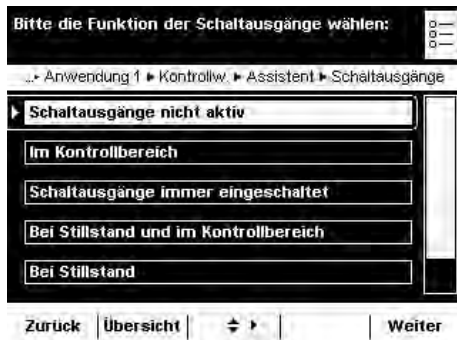 Bitte die Funktion der Schaltausgänge wählen:
..▸ Anwendung 1 ▸ Kontrollw. ▸ Assistent ▸ Schaltausgänge
Schaltausgänge nicht aktiv
Im Kontrollbereich
Schaltausgänge immer eingeschaltet
Bei Stillstand und im Kontrollbereich
Bei Stillstand
Zurück Übersicht Weiter